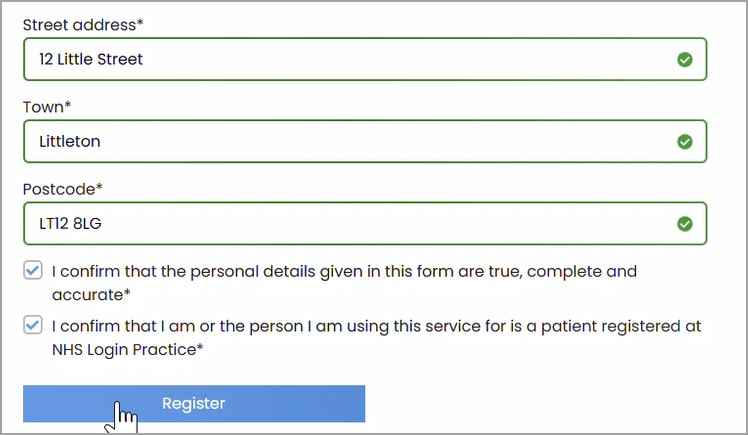 Street address*
12 Little Street
Town*
Littleton
Postcode*
LT12 8LG
I confirm that the personal details given in this form are true, complete and
accurate*
I confirm that I am or the person I am using this service for is a patient registered at
NHS Login Practice*
Register